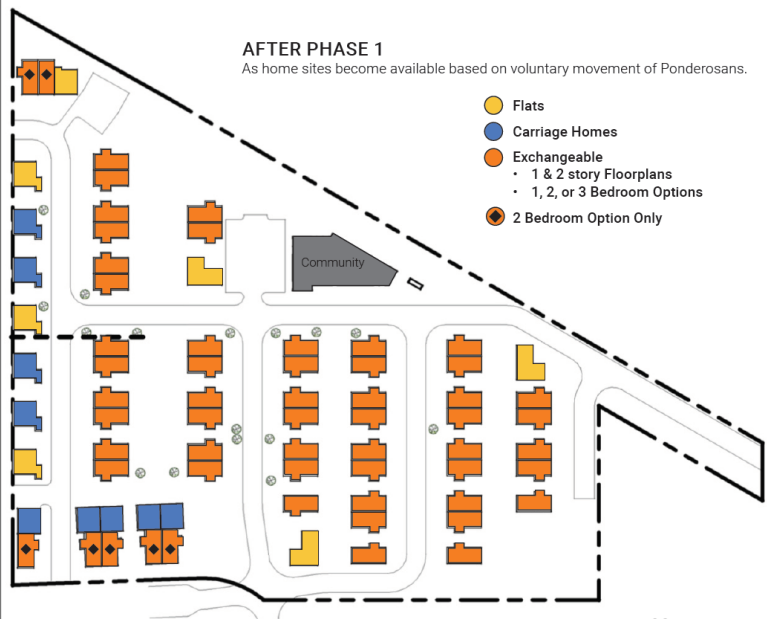 AFTER PHASE 1
As home sites become available based on voluntary movement of Ponderosans.
Flats
Carriage Homes
Exchangeable
• 1 & 2 story Floorplans
• 1, 2, or 3 Bedroom Options
2 Bedroom Option Only
Community